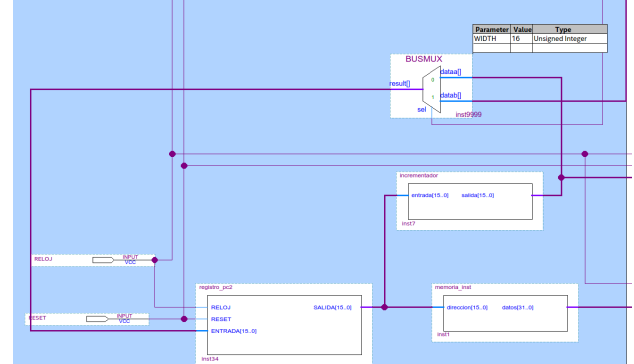 Parameter Value Type
WIDTH 16 Unsigned Integer
BUSMUX
dataa[]
result[]
0
datab[]
1
sel
inst9999
incrementador
entrada[15..0] salida[15..0]
inst7
RELOJ INPUT
VCC
registro_pc2
memoria_inst
RELOJ SALIDA[15..0]
direccion[15..0] datos[31..0]
RESET INPUT
VCC
RESET
ENTRADA[15..0]
inst1
inst34